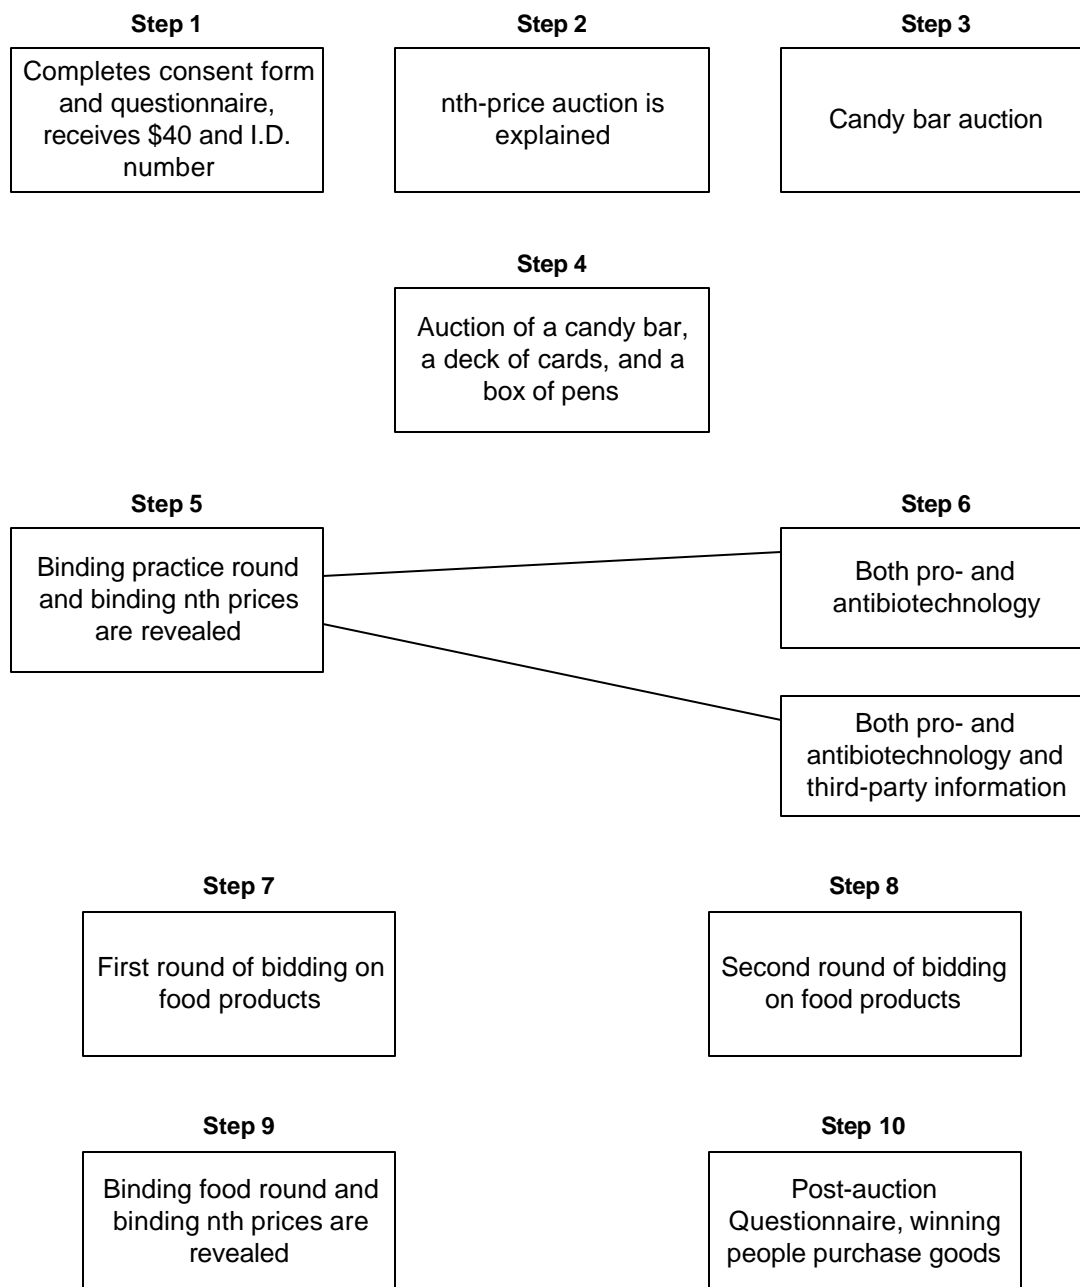 Step 1
Completes consent form
and questionnaire,
receives $40 and I.D.
number
Step 2
nth-price auction is
explained
Step 3
Candy bar auction
Step 4
Auction of a candy bar,
a deck of cards, and a
box of pens
Step 5
Binding practice round
and binding nth prices
are revealed
Step 6
Both pro- and
antibiotechnology
Both pro- and
antibiotechnology and
third-party information
Step 7
First round of bidding on
food products
Step 8
Second round of bidding
on food products
Step 9
Binding food round and
binding nth prices are
revealed
Step 10
Post-auction
Questionnaire, winning
people purchase goods